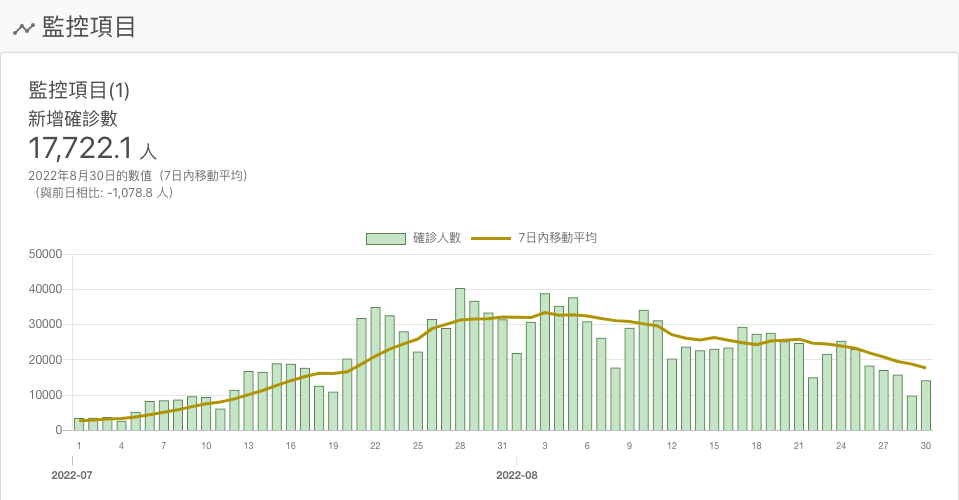 監控項目
監控項目(1)
新增確診數
17,722.1 人
2022年8月30日的數值（7日內移動平均）
（與前日相比: -1,078.8 人）
確診人數 7日內移動平均
50000
40000
30000
20000
10000
0
1 4 7 10 13 16 19 22 25 28 31 3 6 9 12 15 18 21 24 27 30
2022-07 2022-08